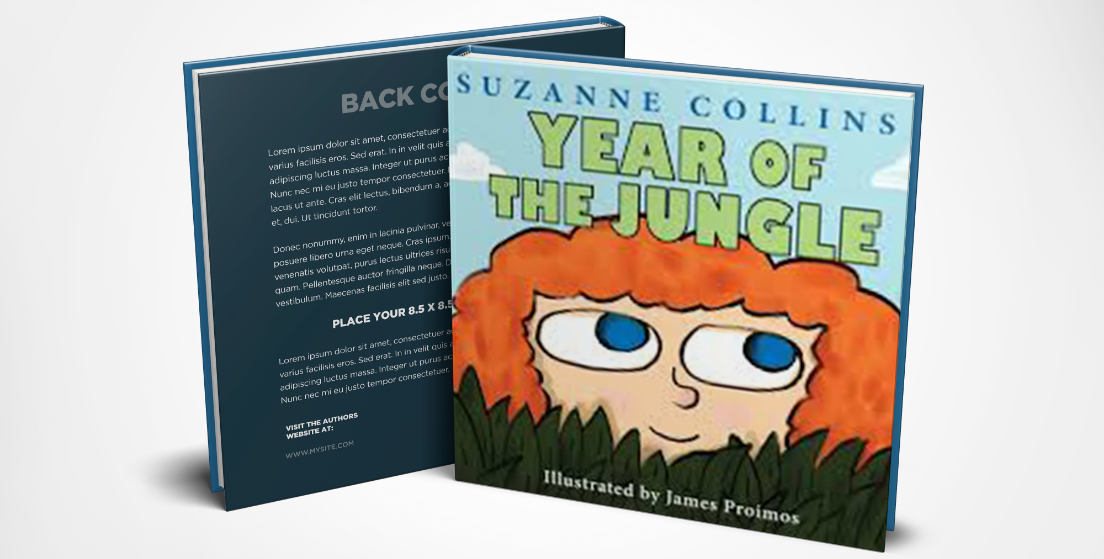 BACK CO
Lorem ipsum dolor sit amet, consectetuer a
varius facilisis eros. Sed erat. In in velit quis a
adipiscing luctus massa. Integer ut purus ac
Nunc nec mi eu justo tempor consectetuer.
lacus ut ante. Cras elit lectus, bibendum a, a
et, dui. Ut tincidunt tortor.
Donec nonummy, enim in lacinia pulvinar, ve
posuere libero urna eget neque. Cras ipsum.
venenatis volutpat, purus lectus ultrices risu
quam. Pellentesque auctor fringilla neque. D
vestibulum. Maecenas facilisis elit sed justo.
PLACE YOUR 8.5 X 8.5
Lorem ipsum dolor sit amet, consectetuer a
varius facilisis eros. Sed erat. In in velit quis a
adipiscing luctus massa. Integer ut purus ac
Nunc nec mi eu justo tempor consectetuer.
VISIT THE AUTHORS
WEBSITE AT:
WWW.MYSITE.COM
SUZANNE COLLINS
YEAR OF
THE JUNGLE
Illustrated by James Proimos